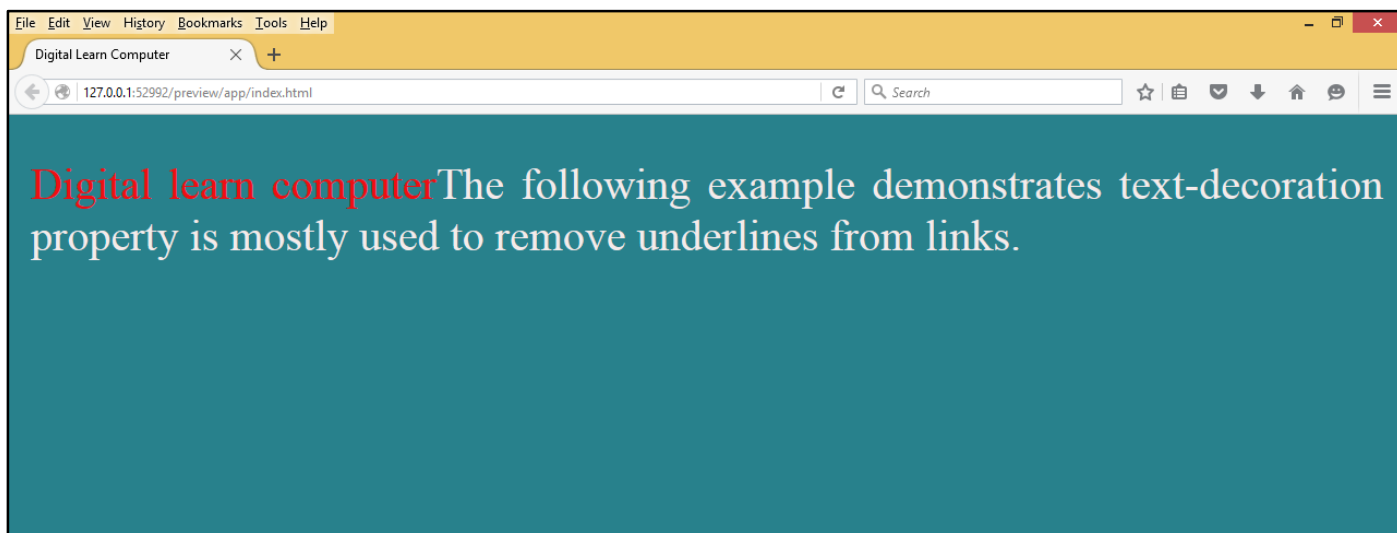 File Edit View History Bookmarks Tools Help
Digital Learn Computer
127.0.0.1:52992/preview/app/index.html
Search
Digital learn computerThe following example demonstrates text-decoration
property is mostly used to remove underlines from links.